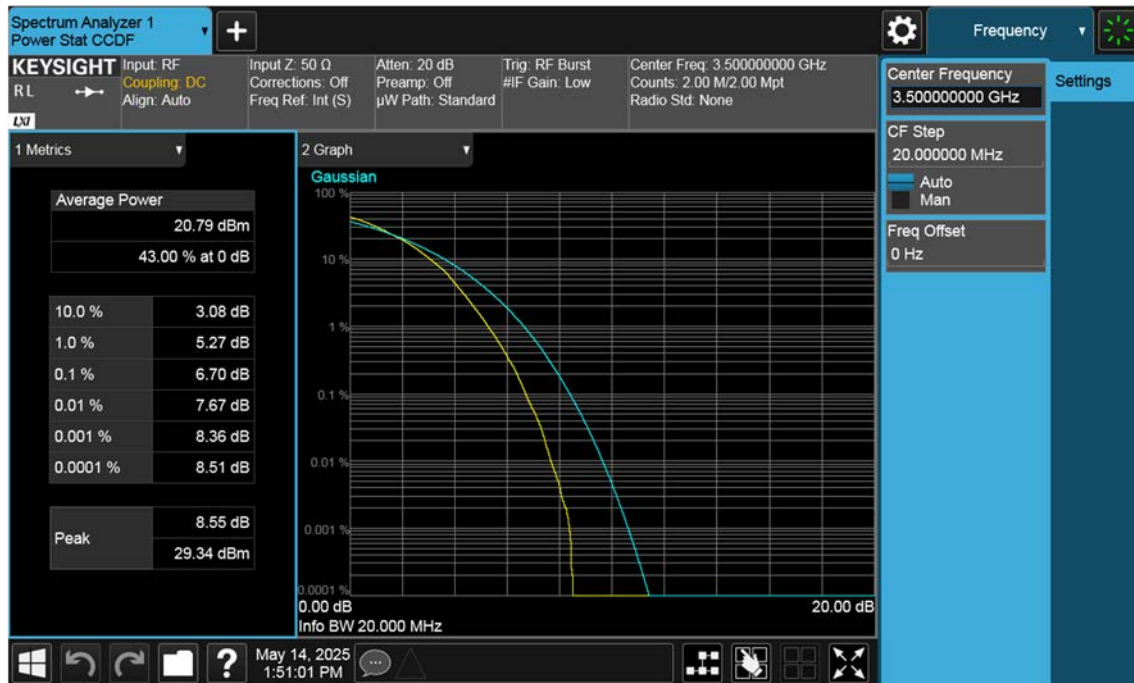 Spectrum Analyzer 1
Power Stat CCDF
Frequency
KEYSIGHT
R L
LXI
Input: RF
Coupling: DC
Align: Auto
Input Z: 50 Ω
Corrections: Off
Freq Ref: Int (S)
Atten: 20 dB
Preamp: Off
µW Path: Standard
Trig: RF Burst
#IF Gain: Low
Center Freq: 3.500000000 GHz
Counts: 2.00 M/2.00 Mpt
Radio Std: None
Center Frequency
3.500000000 GHz
Settings
CF Step
20.000000 MHz
Auto
Man
Freq Offset
0 Hz
1 Metrics
Average Power
20.79 dBm
43.00 % at 0 dB
10.0 % 3.08 dB
1.0 % 5.27 dB
0.1 % 6.70 dB
0.01 % 7.67 dB
0.001 % 8.36 dB
0.0001 % 8.51 dB
Peak
8.55 dB
29.34 dBm
2 Graph
Gaussian
100 %
10 %
1 %
0.1 %
0.01 %
0.001 %
0.0001 %
0.00 dB 20.00 dB
Info BW 20.000 MHz
?
May 14, 2025
1:51:01 PM